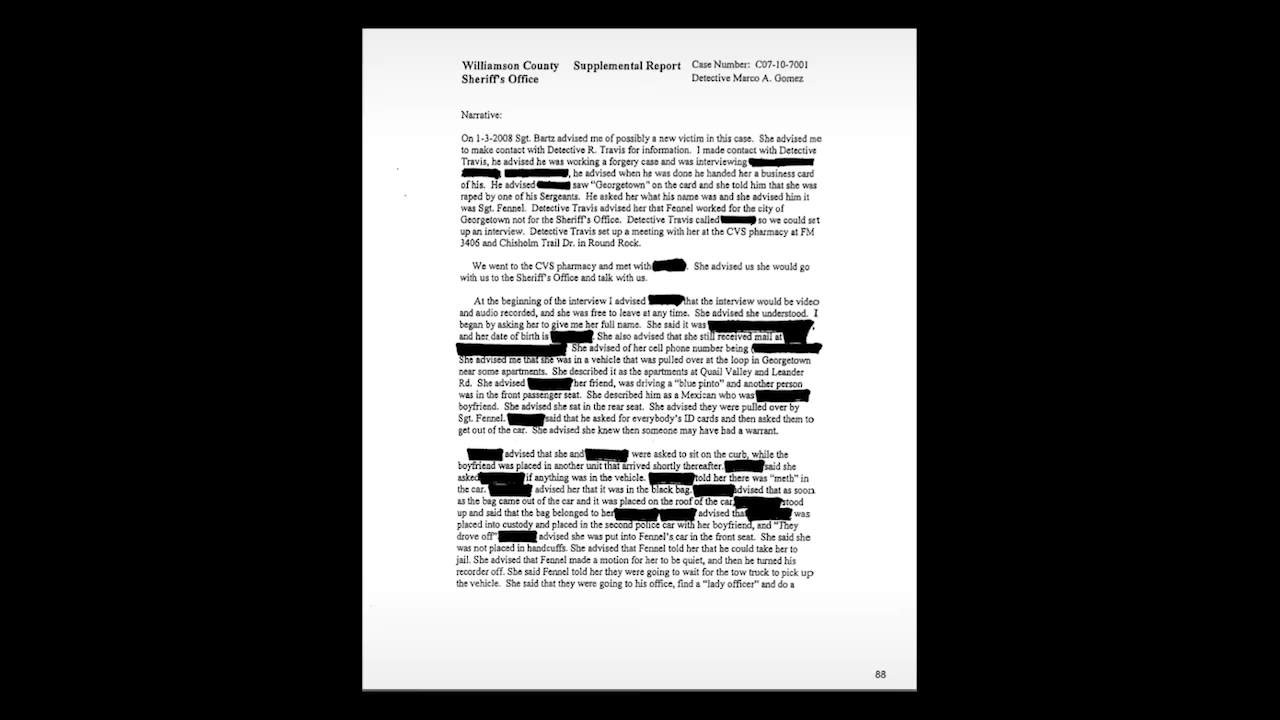 Williamson County Supplemental Report Case Number: C07-10-7001
Sheriff's Office Detective Marco A. Gomez
Narrative:
On 1-3-2008 Sgt. Bartz advised me of possibly a new victim in this case. She advised me
to make contact with Detective R. Travis for information. I made contact with Detective
Travis, he advised he was working a forgery case and was interviewing
, he advised when he was done he handed her a business card
of his. He advised saw "Georgetown" on the card and she told him that she was
raped by one of his Sergeants. He asked her what his name was and she advised him it
was Sgt. Fennel. Detective Travis advised her that Fennel worked for the city of
Georgetown not for the Sheriff's Office. Detective Travis called so we could set
up an interview. Detective Travis set up a meeting with her at the CVS pharmacy at FM
3406 and Chisholm Trail Dr. in Round Rock.
We went to the CVS pharmacy and met with . She advised us she would go
with us to the Sheriff's Office and talk with us.
At the beginning of the interview I advised that the interview would be video
and audio recorded, and she was free to leave at any time. She advised she understood. I
began by asking her to give me her full name. She said it was
and her date of birth is . She also advised that she still received mail at
. She advised of her cell phone number being (
She advised me that she was in a vehicle that was pulled over at the loop in Georgetown
near some apartments. She described it as the apartments at Quail Valley and Leander
Rd. She advised her friend, was driving a "blue pinto" and another person
was in the front passenger seat. She described him as a Mexican who was
boyfriend. She advised she sat in the rear seat. She advised they were pulled over by
Sgt. Fennel. said that he asked for everybody's ID cards and then asked them to
get out of the car. She advised she knew then someone may have had a warrant.
advised that she and were asked to sit on the curb, while the
boyfriend was placed in another unit that arrived shortly thereafter. said she
asked if anything was in the vehicle. told her there was "meth" in
the car. advised her that it was in the black bag. advised that as soon
as the bag came out of the car and it was placed on the roof of the car, stood
up and said that the bag belonged to her advised that was
placed into custody and placed in the second police car with her boyfriend, and "They
drove off" advised she was put into Fennel's car in the front seat. She said she
was not placed in handcuffs. She advised that Fennel told her that he could take her to
jail. She advised that Fennel made a motion for her to be quiet, and then he turned his
recorder off. She said Fennel told her they were going to wait for the tow truck to pick up
the vehicle. She said that they were going to his office, find a "lady officer" and do a
88